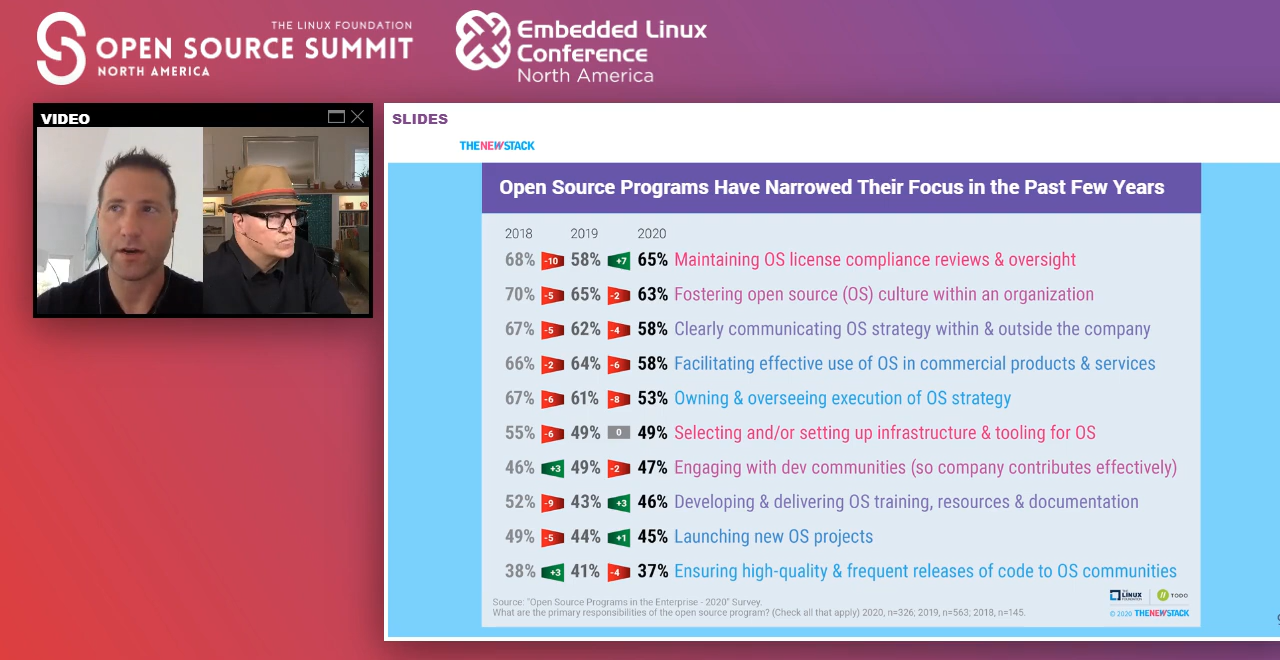 THE LINUX FOUNDATION
OPEN SOURCE SUMMIT
NORTH AMERICA
Embedded Linux
Conference
North America
VIDEO
SLIDES
THENEWSTACK
Open Source Programs Have Narrowed Their Focus in the Past Few Years
2018 2019 2020
68% -10 58% +7 65% Maintaining OS license compliance reviews & oversight
70% -5 65% -2 63% Fostering open source (OS) culture within an organization
67% -5 62% -4 58% Clearly communicating OS strategy within & outside the company
66% -2 64% -6 58% Facilitating effective use of OS in commercial products & services
67% -6 61% -8 53% Owning & overseeing execution of OS strategy
55% -6 49% 0 49% Selecting and/or setting up infrastructure & tooling for OS
46% +3 49% -2 47% Engaging with dev communities (so company contributes effectively)
52% -9 43% +3 46% Developing & delivering OS training, resources & documentation
49% -5 44% +1 45% Launching new OS projects
38% +3 41% -4 37% Ensuring high-quality & frequent releases of code to OS communities
Source: "Open Source Programs in the Enterprise - 2020" Survey.
What are the primary responsibilities of the open source program? (Check all that apply) 2020, n=326; 2019, n=563; 2018, n=145.
THE LINUX FOUNDATION TODO
© 2020 THENEWSTACK